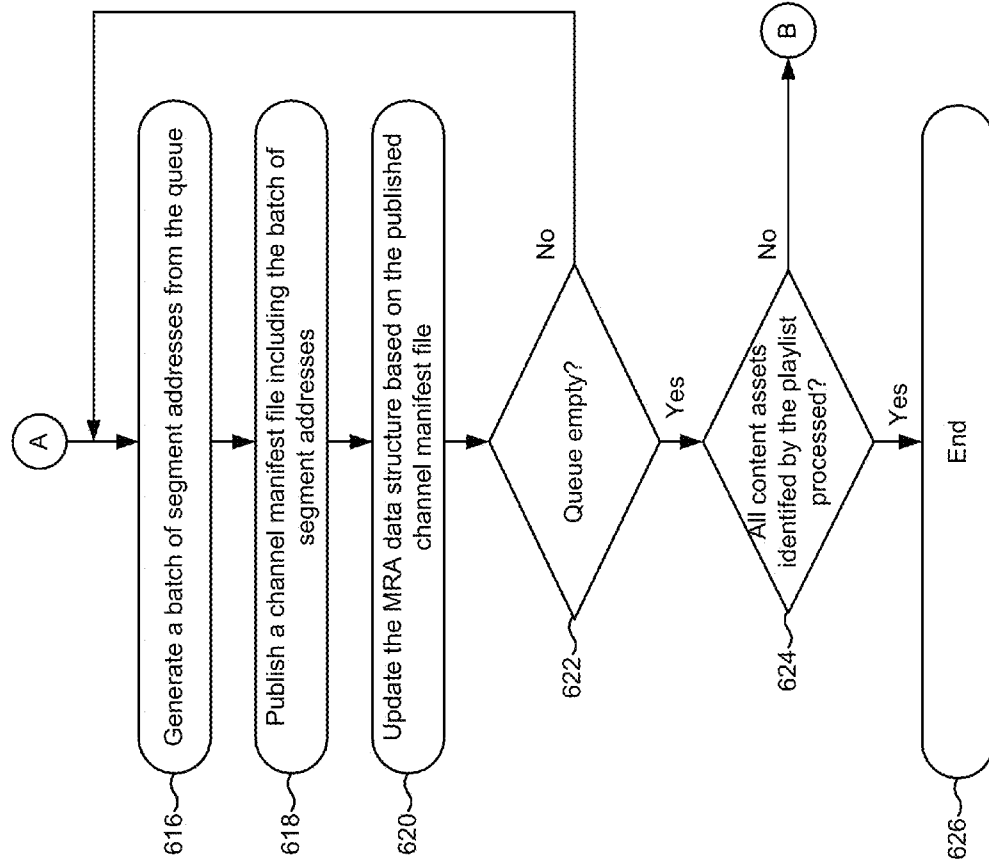 A
616
Generate a batch of segment addresses from the queue
618
Publish a channel manifest file including the batch of
segment addresses
620
Update the MRA data structure based on the published
channel manifest file
622
Queue empty?
No
Yes
624
All content assets
identifed by the playlist
processed?
No
B
Yes
626
End